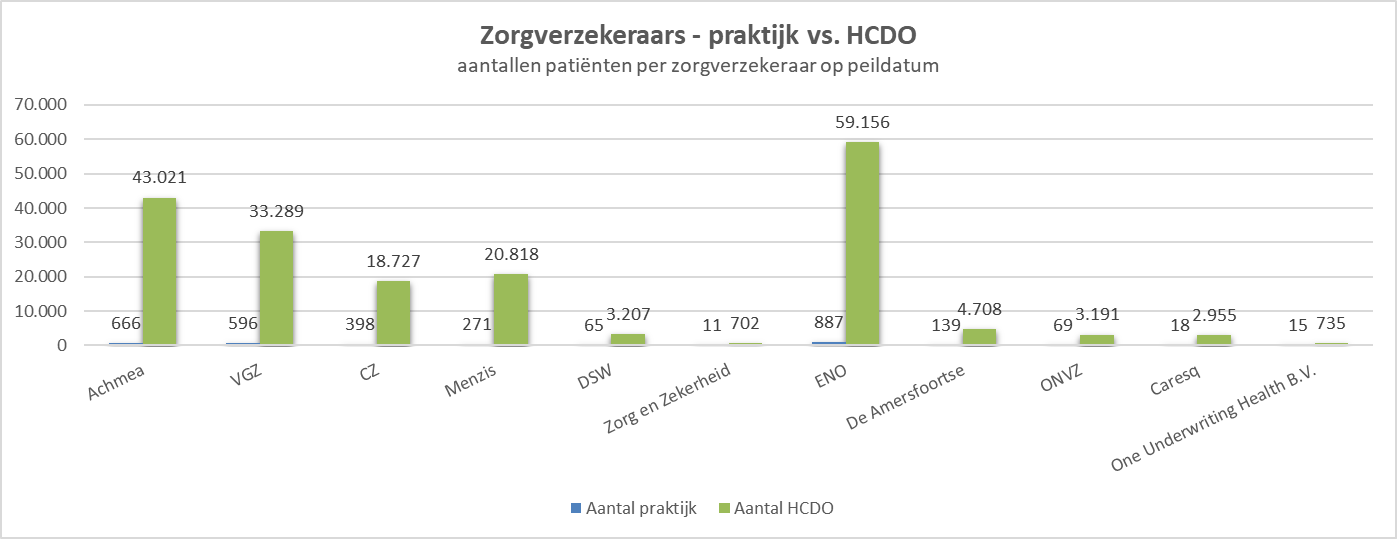 Zorgverzekeraars - praktijk vs. HCDO
aantallen patiënten per zorgverzekeraar op peildatum
70.000
60.000
50.000
40.000
30.000
20.000
10.000
0
666
43.021
596
33.289
398
18.727
271
20.818
65
3.207
11
702
887
59.156
139
4.708
69
3.191
18
2.955
15
735
Achmea
VGZ
CZ
Menzis
DSW
Zorg en Zekerheid
ENO
De Amersfoortse
ONVZ
Caresq
One Underwriting Health B.V.
Aantal praktijk
Aantal HCDO